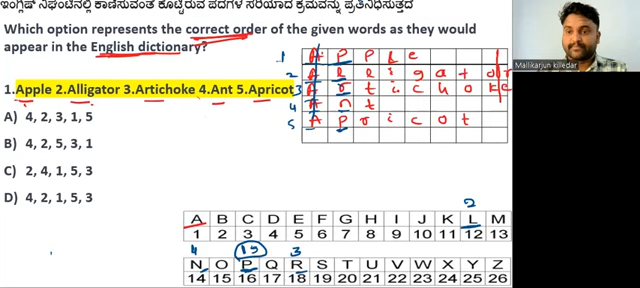 ಇಂಗ್ಲಿಷ್ ನಿಘಂಟಿನಲ್ಲಿ ಕಾಣಿಸುವಂತೆ ಕೊಟ್ಟಿರುವ ಪದಗಳ ಸರಿಯಾದ ಕ್ರಮವನ್ನು ಪ್ರತಿನಿಧಿಸುತ್ತದೆ
Which option represents the correct order
of the given words as they would
appear in the English dictionary?
1.Apple 2.Alligator 3.Artichoke 4.Ant 5.Apricot
A) 4, 2, 3, 1, 5
B) 4, 2, 5, 3, 1
C) 2, 4, 1, 5, 3
D) 4, 2, 1, 5, 3
1 A P P l e
2
3 A r t i c h o k e
4 A n t
5 A p r i c o t
2
A B C D E F G H I J K L M
1 2 3 4 5 6 7 8 9 10 11 12 13
4 15 3
N O P Q R S T U V W X Y Z
14 15 16 17 18 19 20 21 22 23 24 25 26
Mallikarjun kiledar